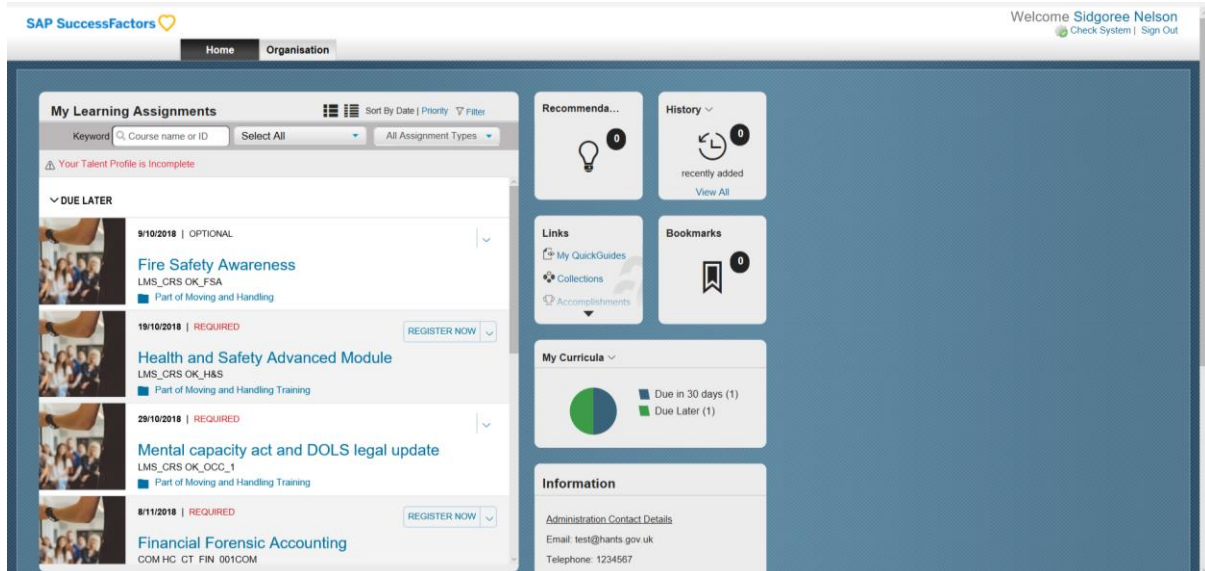 SAP SuccessFactors
Welcome Sidgoree Nelson
Check System | Sign Out
Home Organisation
My Learning Assignments
Sort By Date | Priority Filter
Keyword Course name or ID Select All All Assignment Types
Your Talent Profile is Incomplete
DUE LATER
9/10/2018 | OPTIONAL
Fire Safety Awareness
LMS_CRS OK_FSA
Part of Moving and Handling
19/10/2018 | REQUIRED
REGISTER NOW
Health and Safety Advanced Module
LMS_CRS OK_H&S
Part of Moving and Handling Training
29/10/2018 | REQUIRED
Mental capacity act and DOLS legal update
LMS_CRS OK_OCC_1
Part of Moving and Handling Training
8/11/2018 | REQUIRED
REGISTER NOW
Financial Forensic Accounting
COM HC CT FIN 001COM
Recommenda...
0
History
0
recently added
View All
Links
My QuickGuides
Collections
Accomplishments
Bookmarks
0
My Curricula
Due in 30 days (1)
Due Later (1)
Information
Administration Contact Details
Email: test@hants.gov.uk
Telephone: 1234567